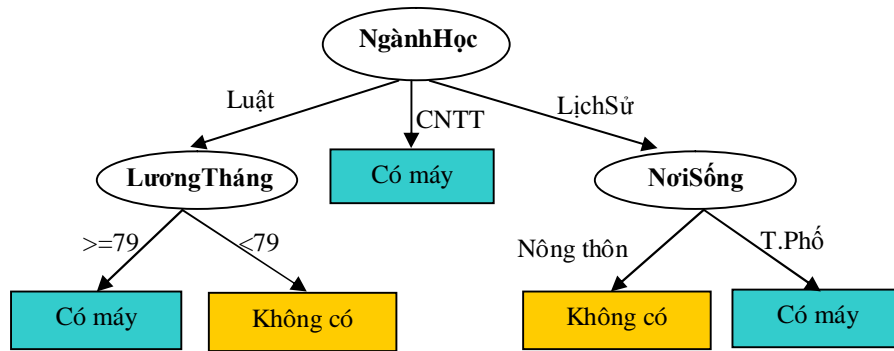 NgànhHọc
Luật
CNTT
LịchSử
LươngTháng
Có máy
NơiSống
>=79
<79
Nông thôn
T.Phố
Có máy
Không có
Không có
Có máy